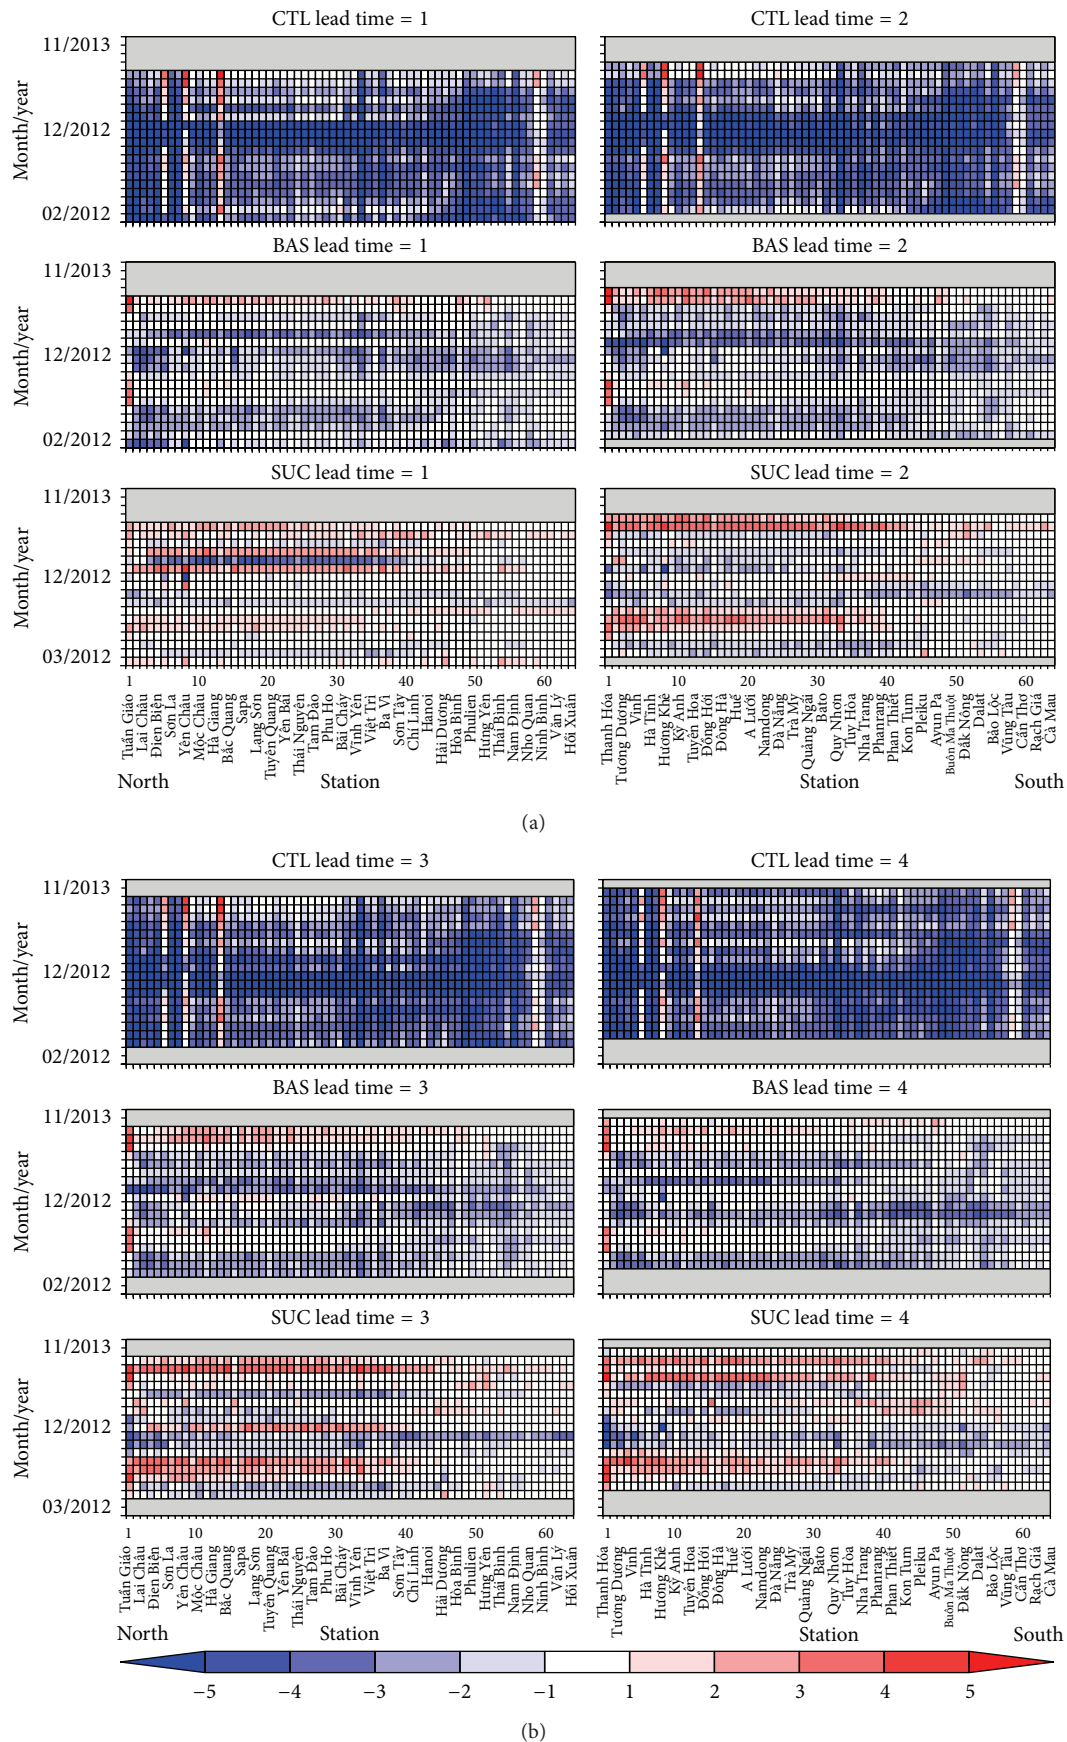 CTL lead time = 1
CTL lead time = 2
11/2013
12/2012
02/2012
Month/year
BAS lead time = 1
BAS lead time = 2
11/2013
12/2012
02/2012
Month/year
SUC lead time = 1
SUC lead time = 2
11/2013
12/2012
03/2012
Month/year
1 10 20 30 40 50 60
1 10 20 30 40 50 60
Tuần Giáo
Lai Châu
Điện Biên
Sơn La
Yên Châu
Mộc Châu
Hà Giang
Bắc Quang
Sapa
Lạng Sơn
Tuyên Quang
Yên Bái
Thái Nguyên
Tam Đảo
Phu Ho
Bãi Cháy
Vĩnh Yên
Việt Trì
Ba Vì
Sơn Tây
Chí Linh
Hanoi
Hải Dương
Hòa Bình
Phulien
Hưng Yên
Thái Bình
Nam Định
Nho Quan
Ninh Bình
Văn Lý
Hồi Xuân
Thanh Hóa
Tương Dương
Vinh
Hà Tĩnh
Hương Khê
Kỳ Anh
Tuyên Hoa
Đồng Hới
Đông Hà
Huế
A Lưới
Namdong
Đà Nẵng
Trà My
Quảng Ngãi
Bato
Quy Nhơn
Tuy Hòa
Nha Trang
Phanrang
Phan Thiết
Kon Tum
Pleiku
Ayun Pa
Buôn Ma Thuột
Đắk Nông
Dalat
Bảo Lộc
Vũng Tàu
Cần Thơ
Rạch Giá
Cà Mau
North
Station
Station
South
(a)
CTL lead time = 3
CTL lead time = 4
11/2013
12/2012
02/2012
Month/year
BAS lead time = 3
BAS lead time = 4
11/2013
12/2012
02/2012
Month/year
SUC lead time = 3
SUC lead time = 4
11/2013
12/2012
03/2012
Month/year
1 10 20 30 40 50 60
1 10 20 30 40 50 60
Tuần Giáo
Lai Châu
Điện Biên
Sơn La
Yên Châu
Mộc Châu
Hà Giang
Bắc Quang
Sapa
Lạng Sơn
Tuyên Quang
Yên Bái
Thái Nguyên
Tam Đảo
Phu Ho
Bãi Cháy
Vĩnh Yên
Việt Trì
Ba Vì
Sơn Tây
Chí Linh
Hanoi
Hải Dương
Hòa Bình
Phulien
Hưng Yên
Thái Bình
Nam Định
Nho Quan
Ninh Bình
Văn Lý
Hồi Xuân
Thanh Hóa
Tương Dương
Vinh
Hà Tĩnh
Hương Khê
Kỳ Anh
Tuyên Hoa
Đồng Hới
Đông Hà
Huế
A Lưới
Namdong
Đà Nẵng
Trà My
Quảng Ngãi
Bato
Quy Nhơn
Tuy Hòa
Nha Trang
Phanrang
Phan Thiết
Kon Tum
Pleiku
Ayun Pa
Buôn Ma Thuột
Đắk Nông
Dalat
Bảo Lộc
Vũng Tàu
Cần Thơ
Rạch Giá
Cà Mau
North
Station
Station
South
−5 −4 −3 −2 −1 1 2 3 4 5
(b)